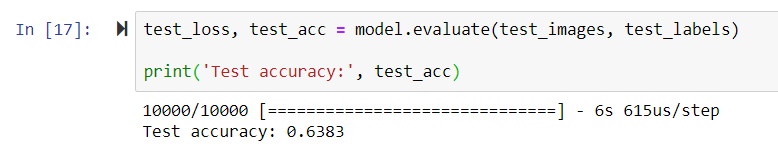 In [17]: test_loss, test_acc = model.evaluate(test_images, test_labels)
print('Test accuracy:', test_acc)
10000/10000 [==============================] - 6s 615us/step
Test accuracy: 0.6383